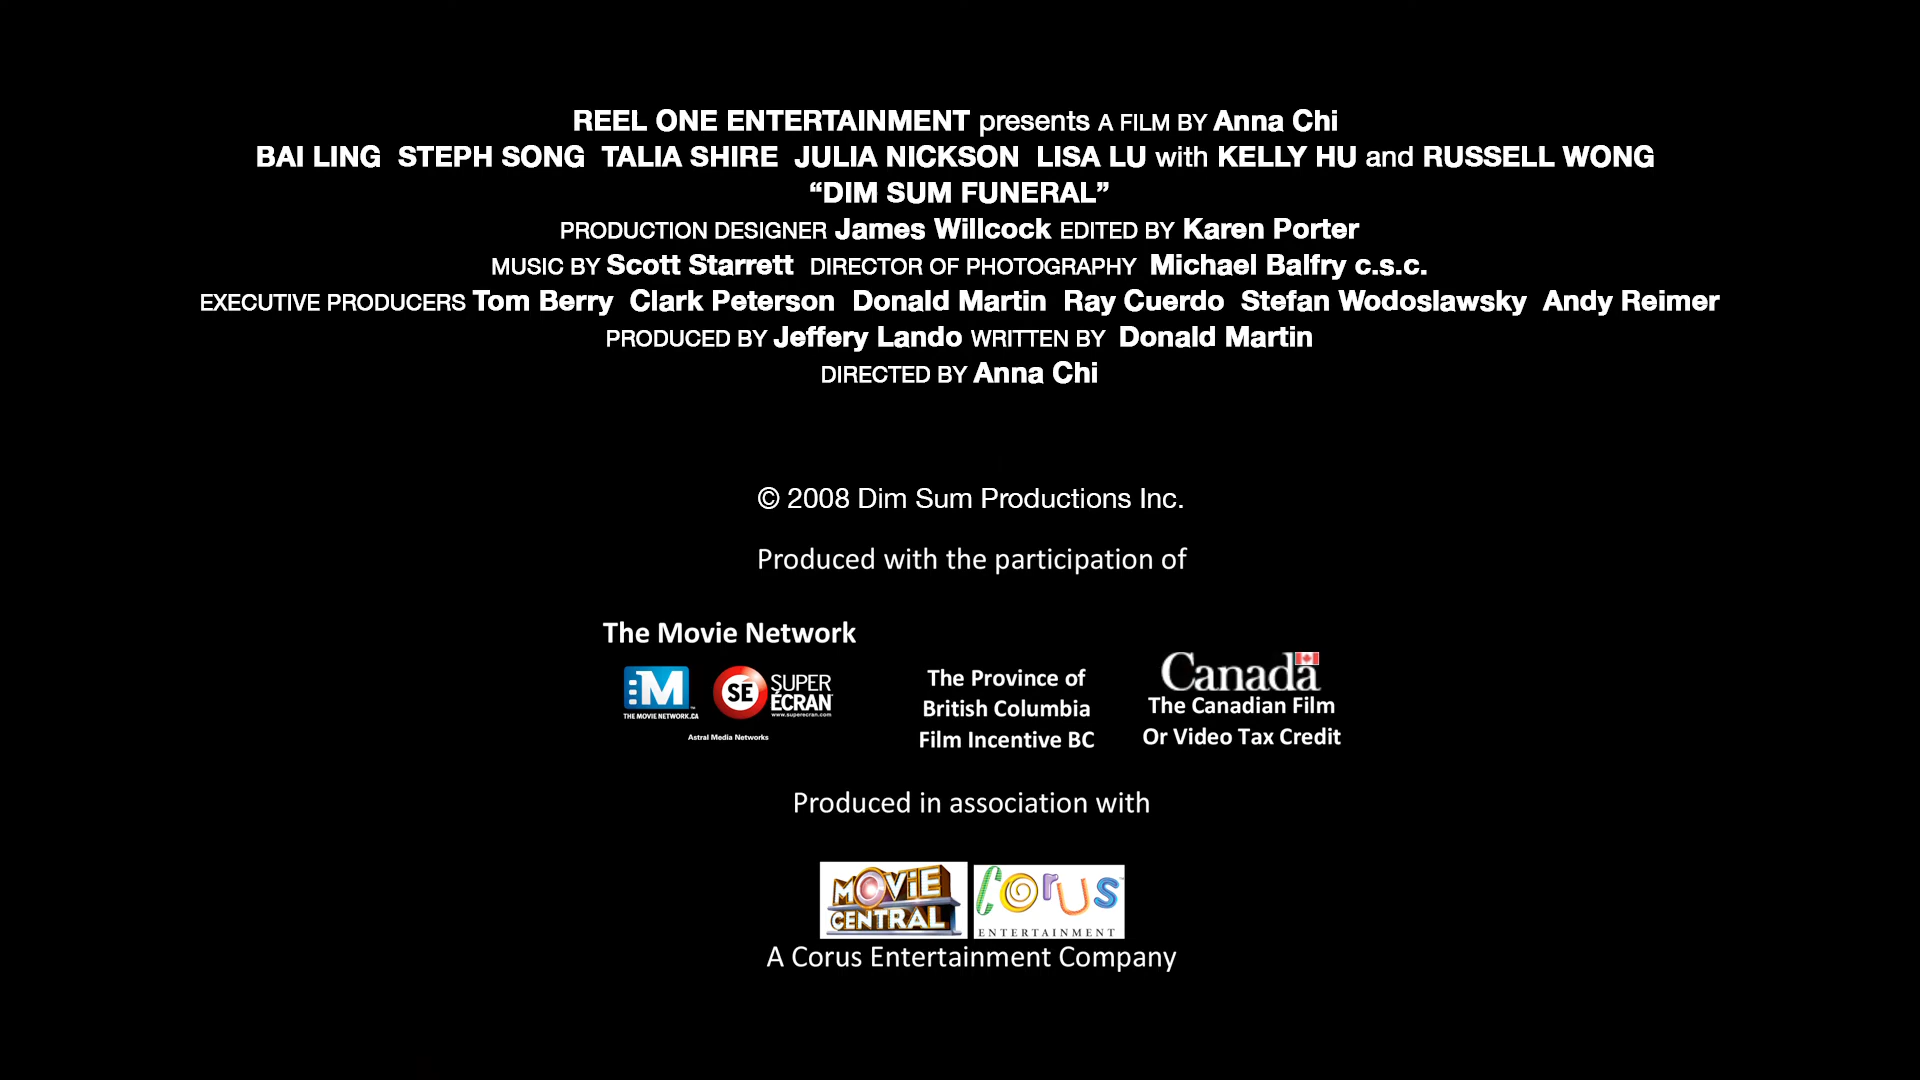 REEL ONE ENTERTAINMENT presents A FILM BY Anna Chi
BAI LING STEPH SONG TALIA SHIRE JULIA NICKSON LISA LU with KELLY HU and RUSSELL WONG
“DIM SUM FUNERAL”
PRODUCTION DESIGNER James Willcock EDITED BY Karen Porter
MUSIC BY Scott Starrett DIRECTOR OF PHOTOGRAPHY Michael Balfry c.s.c.
EXECUTIVE PRODUCERS Tom Berry Clark Peterson Donald Martin Ray Cuerdo Stefan Wodoslawsky Andy Reimer
PRODUCED BY Jeffery Lando WRITTEN BY Donald Martin
DIRECTED BY Anna Chi
© 2008 Dim Sum Productions Inc.
Produced with the participation of
The Movie Network
M
THE MOVIE NETWORK.CA
SÉ SUPER
ÉCRAN
www.superecran.com
Astral Media Networks
The Province of
British Columbia
Film Incentive BC
Canada
The Canadian Film
Or Video Tax Credit
Produced in association with
MOVIE
CENTRAL
corus
ENTERTAINMENT
A Corus Entertainment Company